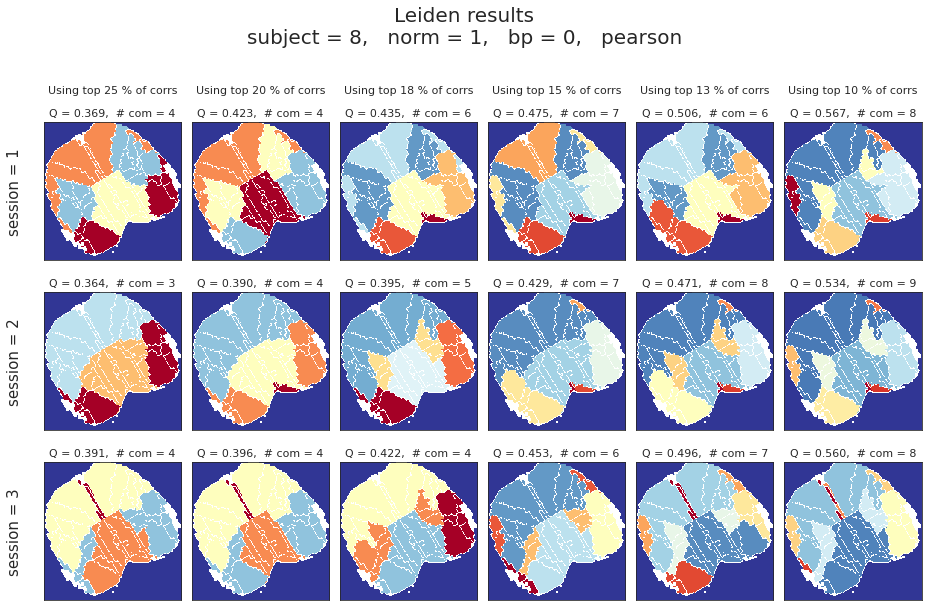 Leiden results
subject = 8,   norm = 1,   bp = 0,   pearson
Using top 25 % of corrs
Using top 20 % of corrs
Using top 18 % of corrs
Using top 15 % of corrs
Using top 13 % of corrs
Using top 10 % of corrs
session = 1
Q = 0.369,  # com = 4
Q = 0.423,  # com = 4
Q = 0.435,  # com = 6
Q = 0.475,  # com = 7
Q = 0.506,  # com = 6
Q = 0.567,  # com = 8
session = 2
Q = 0.364,  # com = 3
Q = 0.390,  # com = 4
Q = 0.395,  # com = 5
Q = 0.429,  # com = 7
Q = 0.471,  # com = 8
Q = 0.534,  # com = 9
session = 3
Q = 0.391,  # com = 4
Q = 0.396,  # com = 4
Q = 0.422,  # com = 4
Q = 0.453,  # com = 6
Q = 0.496,  # com = 7
Q = 0.560,  # com = 8